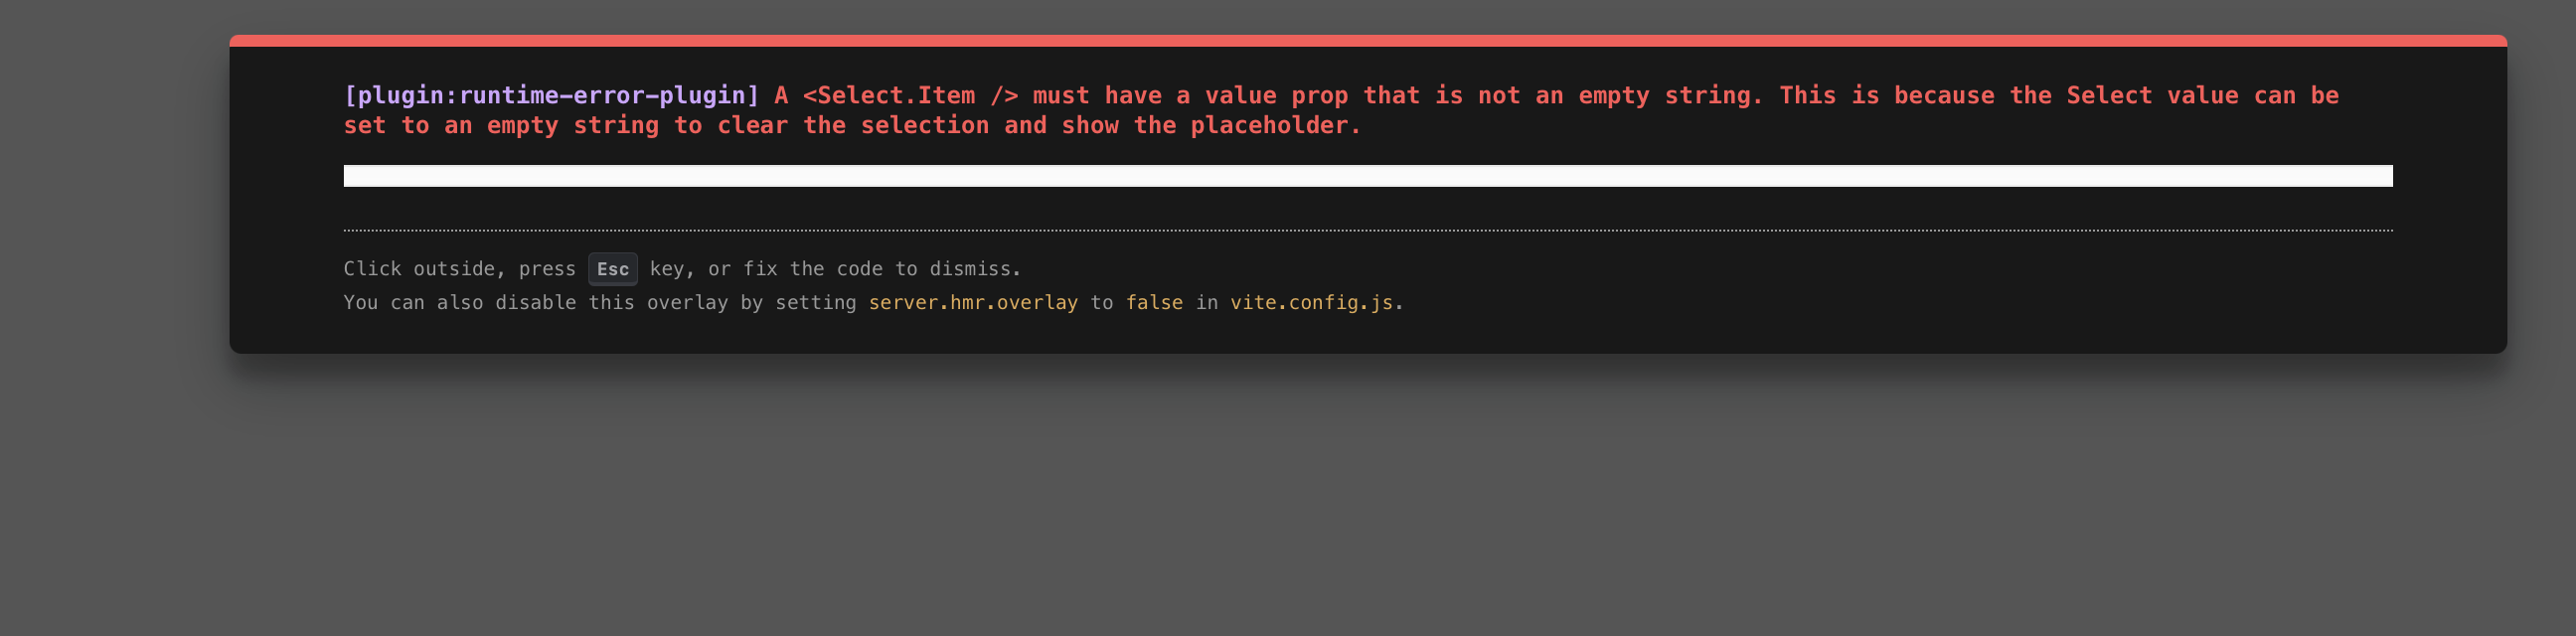 [plugin:runtime-error-plugin] A <Select.Item /> must have a value prop that is not an empty string. This is because the Select value can be
set to an empty string to clear the selection and show the placeholder.
Click outside, press Esc key, or fix the code to dismiss.
You can also disable this overlay by setting server.hmr.overlay to false in vite.config.js.